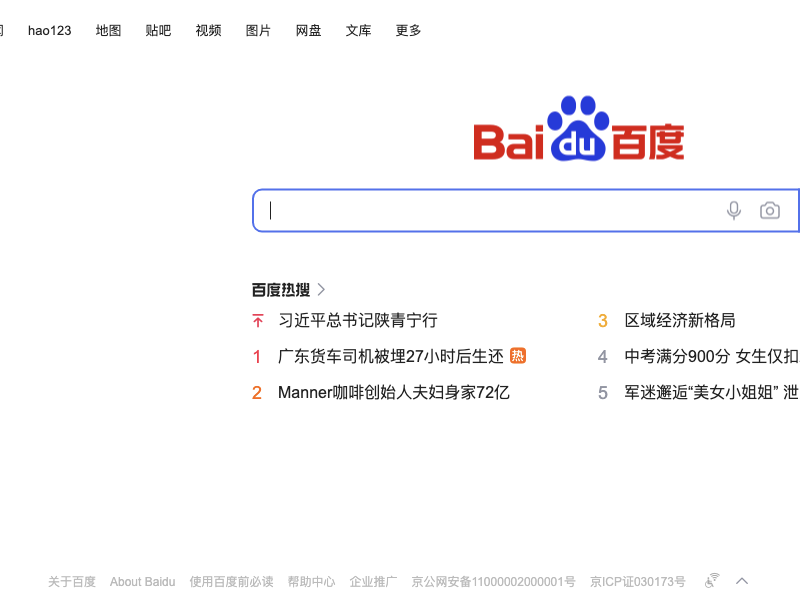 hao123 地图 贴吧 视频 图片 网盘 文库 更多
Bai du 百度
百度热搜
习近平总书记陕青宁行
3 区域经济新格局
1 广东货车司机被埋27小时后生还 热
4 中考满分900分 女生仅扣
2 Manner咖啡创始人夫妇身家72亿
5 军迷邂逅“美女小姐姐” 泄
关于百度 About Baidu 使用百度前必读 帮助中心 企业推广 京公网安备11000002000001号 京ICP证030173号